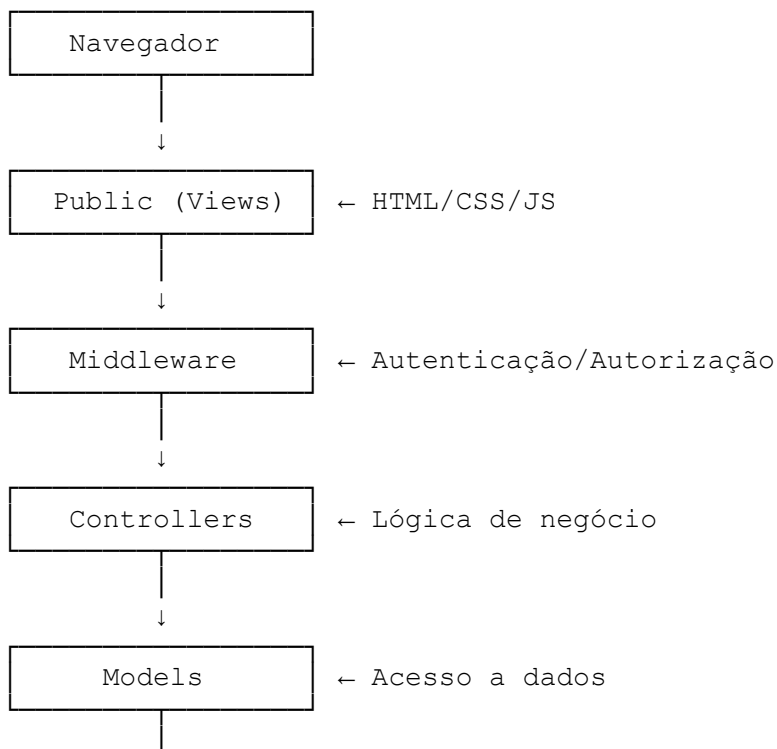 Navegador
↓
Public (Views) ← HTML/CSS/JS
↓
Middleware ← Autenticação/Autorização
↓
Controllers ← Lógica de negócio
↓
Models ← Acesso a dados